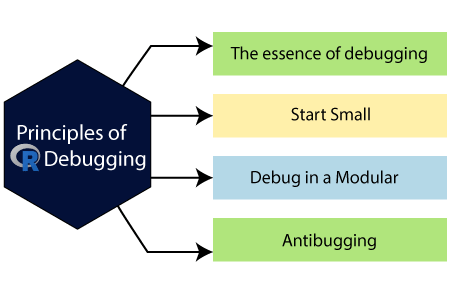 Principles of
R Debugging
The essence of debugging
Start Small
Debug in a Modular
Antibugging